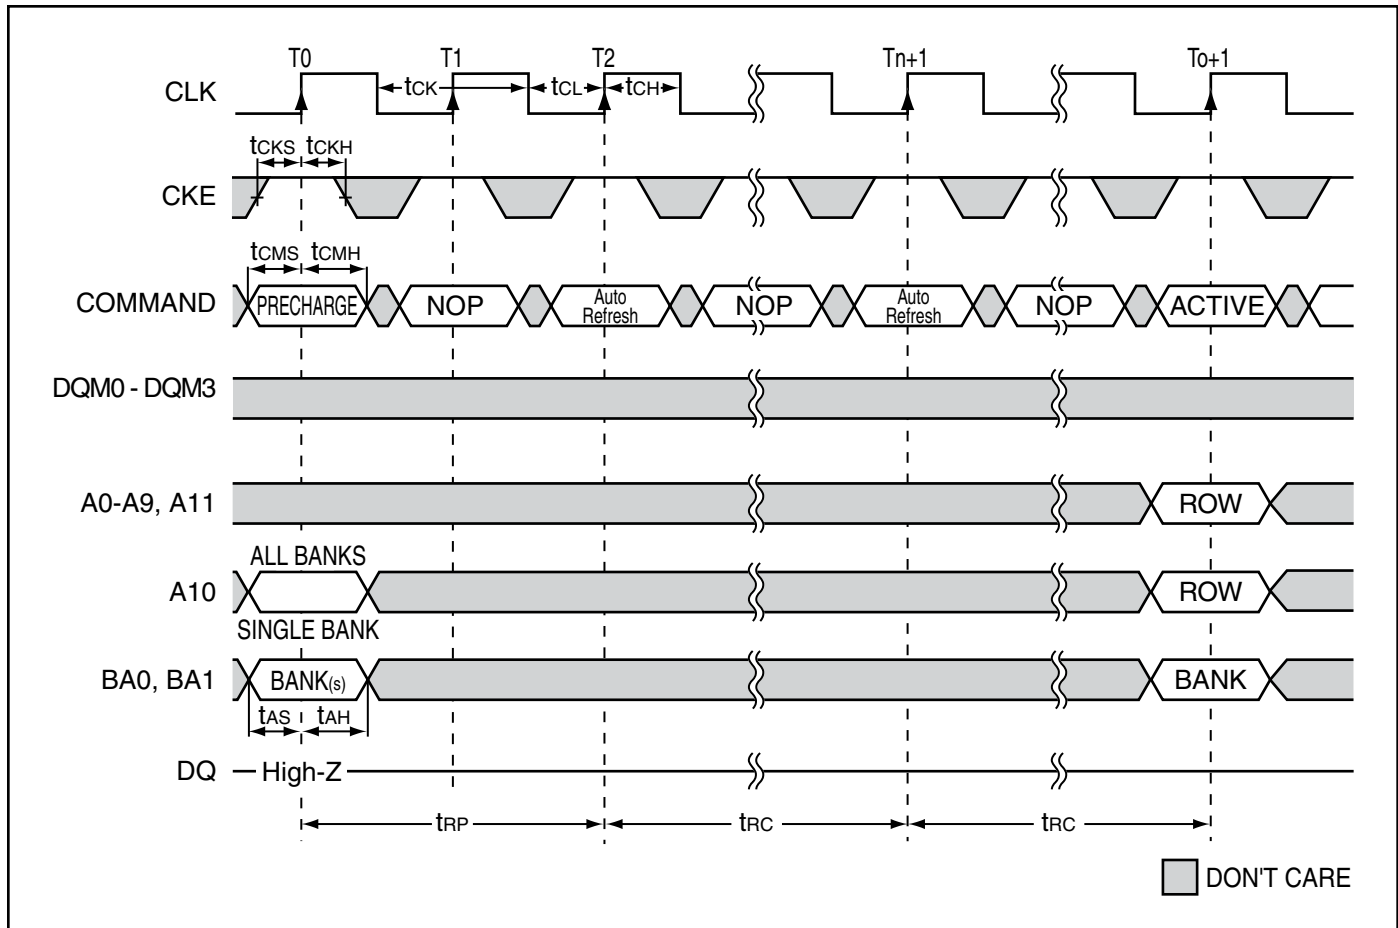 T0 T1 T2 Tn+1 To+1
CLK tCK tCL tCH
tCKS tCKH
CKE
tCMS tCMH
COMMAND PRECHARGE NOP Auto Refresh NOP Auto Refresh NOP ACTIVE
DQM0 - DQM3
A0-A9, A11 ROW
ALL BANKS
A10 ROW
SINGLE BANK
BA0, BA1 BANK(s) BANK
tAS tAH
DQ High-Z
tRP tRC tRC
DON'T CARE